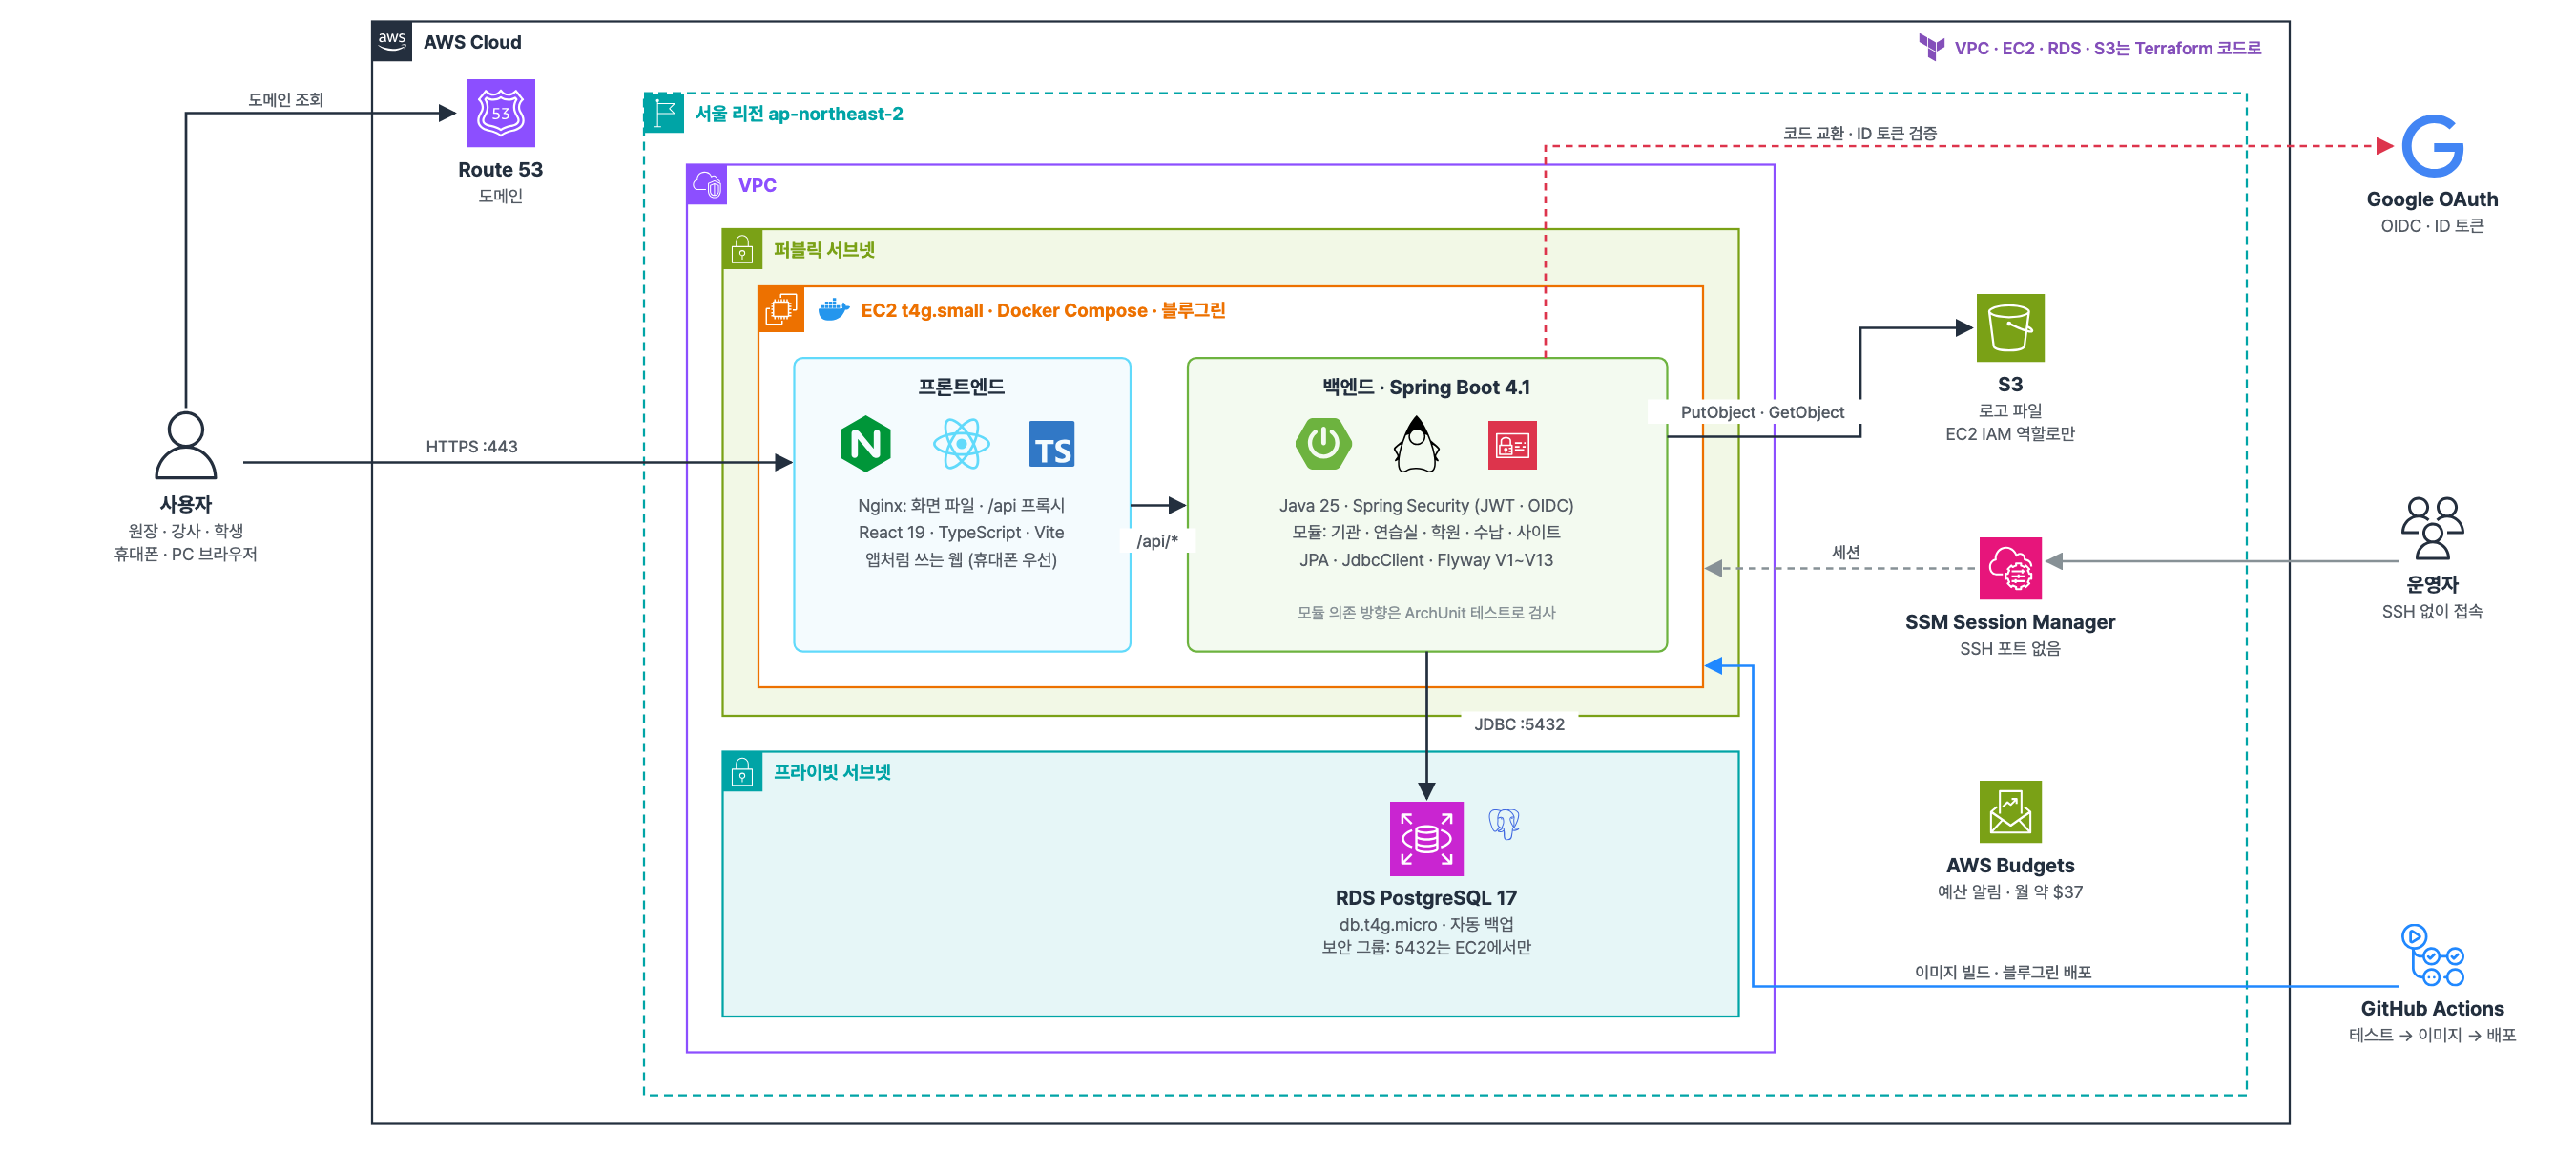 aws
AWS Cloud
VPC · EC2 · RDS · S3는 Terraform 코드로
도메인 조회
53
Route 53
도메인
서울 리전 ap-northeast-2
코드 교환 · ID 토큰 검증
Google OAuth
OIDC · ID 토큰
VPC
퍼블릭 서브넷
EC2 t4g.small · Docker Compose · 블루그린
프론트엔드
N
TS
Nginx: 화면 파일 · /api 프록시
React 19 · TypeScript · Vite
앱처럼 쓰는 웹 (휴대폰 우선)
/api/*
백엔드 · Spring Boot 4.1
Java 25 · Spring Security (JWT · OIDC)
모듈: 기관 · 연습실 · 학원 · 수납 · 사이트
JPA · JdbcClient · Flyway V1~V13
모듈 의존 방향은 ArchUnit 테스트로 검사
PutObject · GetObject
S3
로고 파일
EC2 IAM 역할로만
HTTPS :443
사용자
원장 · 강사 · 학생
휴대폰 · PC 브라우저
세션
SSM Session Manager
SSH 포트 없음
운영자
SSH 없이 접속
JDBC :5432
프라이빗 서브넷
RDS PostgreSQL 17
db.t4g.micro · 자동 백업
보안 그룹: 5432는 EC2에서만
AWS Budgets
예산 알림 · 월 약 $37
이미지 빌드 · 블루그린 배포
GitHub Actions
테스트 → 이미지 → 배포